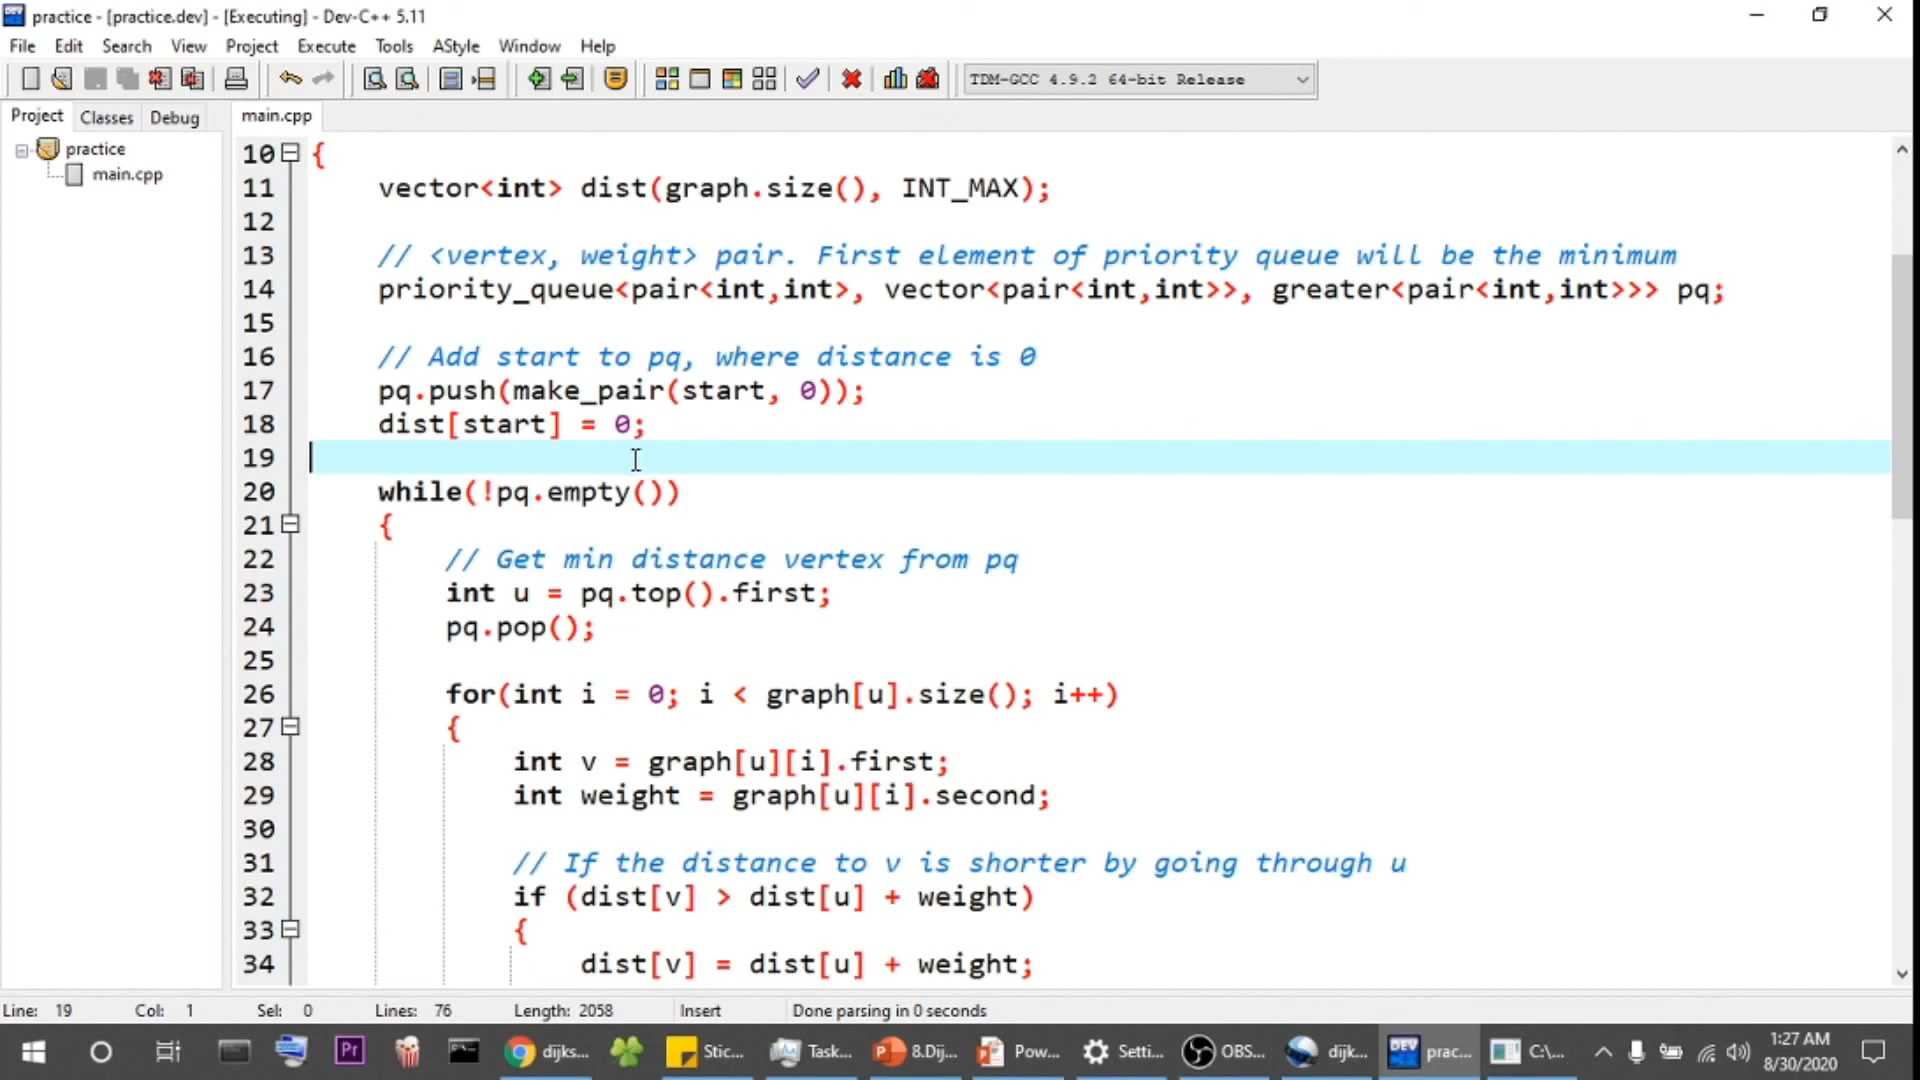 practice - [practice.dev] - [Executing] - Dev-C++ 5.11
File Edit Search View Project Execute Tools AStyle Window Help
TDM-GCC 4.9.2 64-bit Release
Project Classes Debug
main.cpp
practice
main.cpp
10 {
11 vector<int> dist(graph.size(), INT_MAX);
12
13 // <vertex, weight> pair. First element of priority queue will be the minimum
14 priority_queue<pair<int,int>, vector<pair<int,int>>, greater<pair<int,int>>> pq;
15
16 // Add start to pq, where distance is 0
17 pq.push(make_pair(start, 0));
18 dist[start] = 0;
19
20 while(!pq.empty())
21 {
22 // Get min distance vertex from pq
23 int u = pq.top().first;
24 pq.pop();
25
26 for(int i = 0; i < graph[u].size(); i++)
27 {
28 int v = graph[u][i].first;
29 int weight = graph[u][i].second;
30
31 // If the distance to v is shorter by going through u
32 if (dist[v] > dist[u] + weight)
33 {
34 dist[v] = dist[u] + weight;
Line: 19 Col: 1 Sel: 0 Lines: 76 Length: 2058 Insert Done parsing in 0 seconds
Pr dijks... Stic... Task... 8.Dij... Pow... Setti... OBS... dijk... DEV prac... C:\... 1:27 AM
8/30/2020